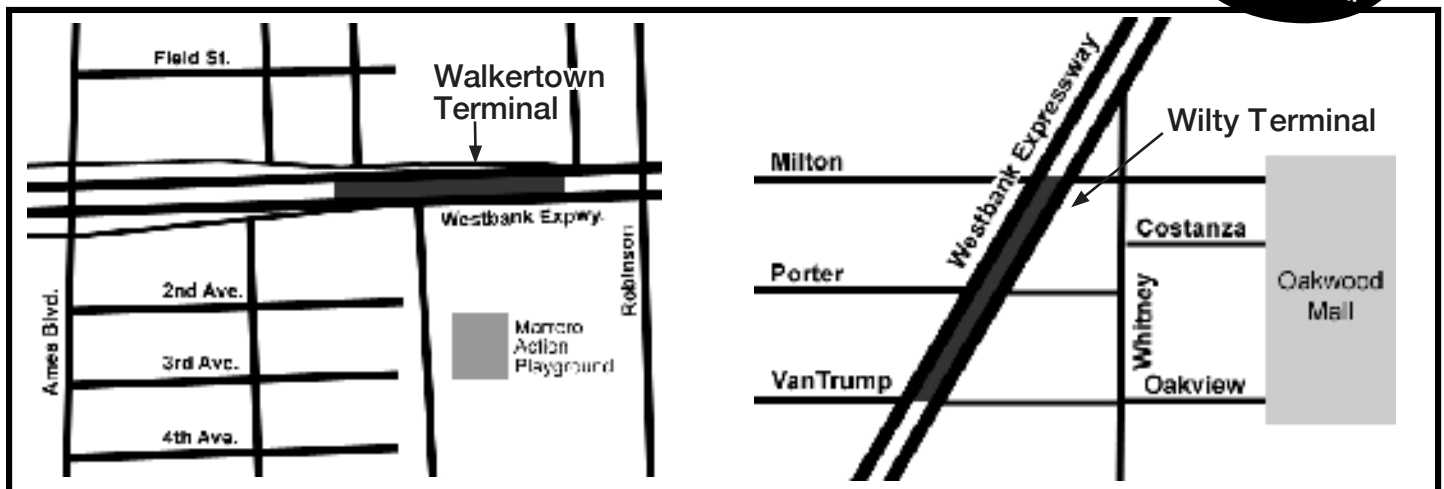 Field St.
Walkertown
Terminal
Westbank Expwy.
Robinson
Ames Blvd.
2nd Ave.
3rd Ave.
4th Ave.
Marrero
Action
Playground
Westbank Expressway
Wilty Terminal
Milton
Costanza
Porter
Whitney
Oakwood
Mall
VanTrump
Oakview